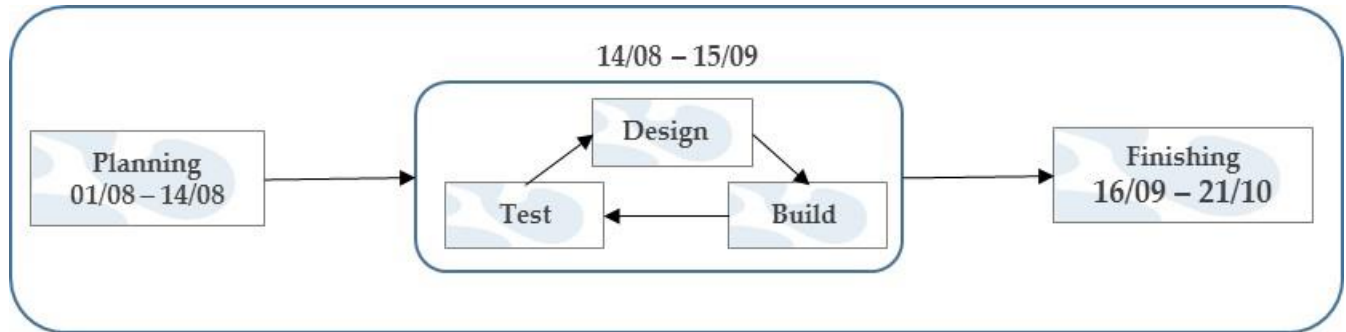 Planning
01/08 – 14/08
14/08 – 15/09
Design
Build
Test
Finishing
16/09 – 21/10